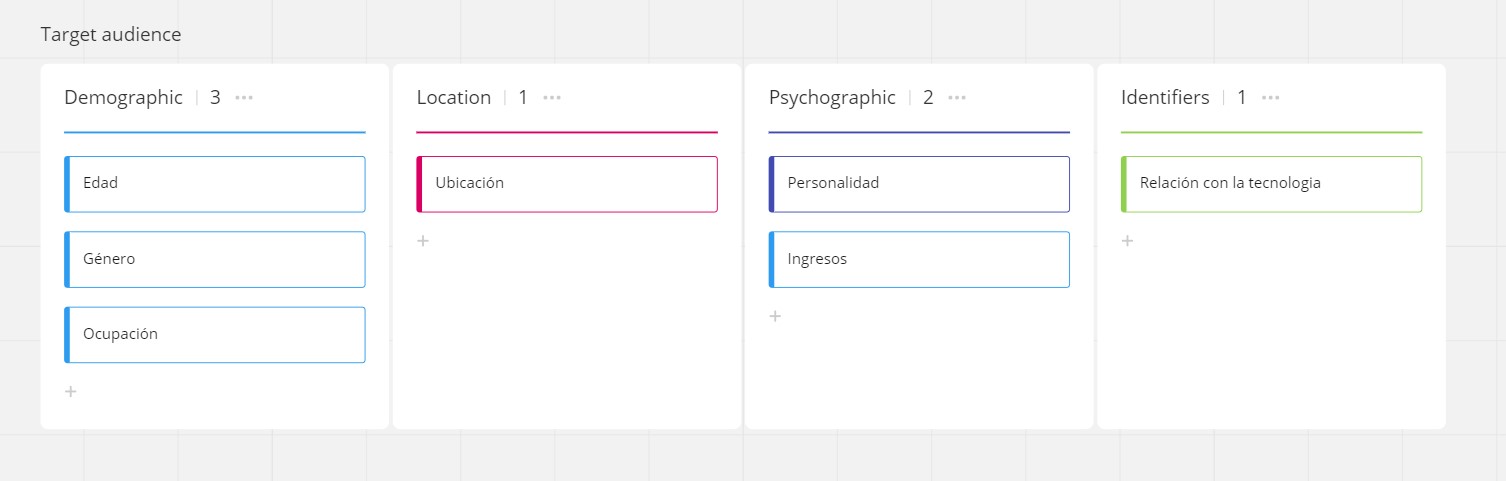 Target audience
Demographic | 3 ...
Edad
Género
Ocupación
+
Location | 1 ...
Ubicación
+
Psychographic | 2 ...
Personalidad
Ingresos
+
Identifiers | 1 ...
Relación con la tecnologia
+